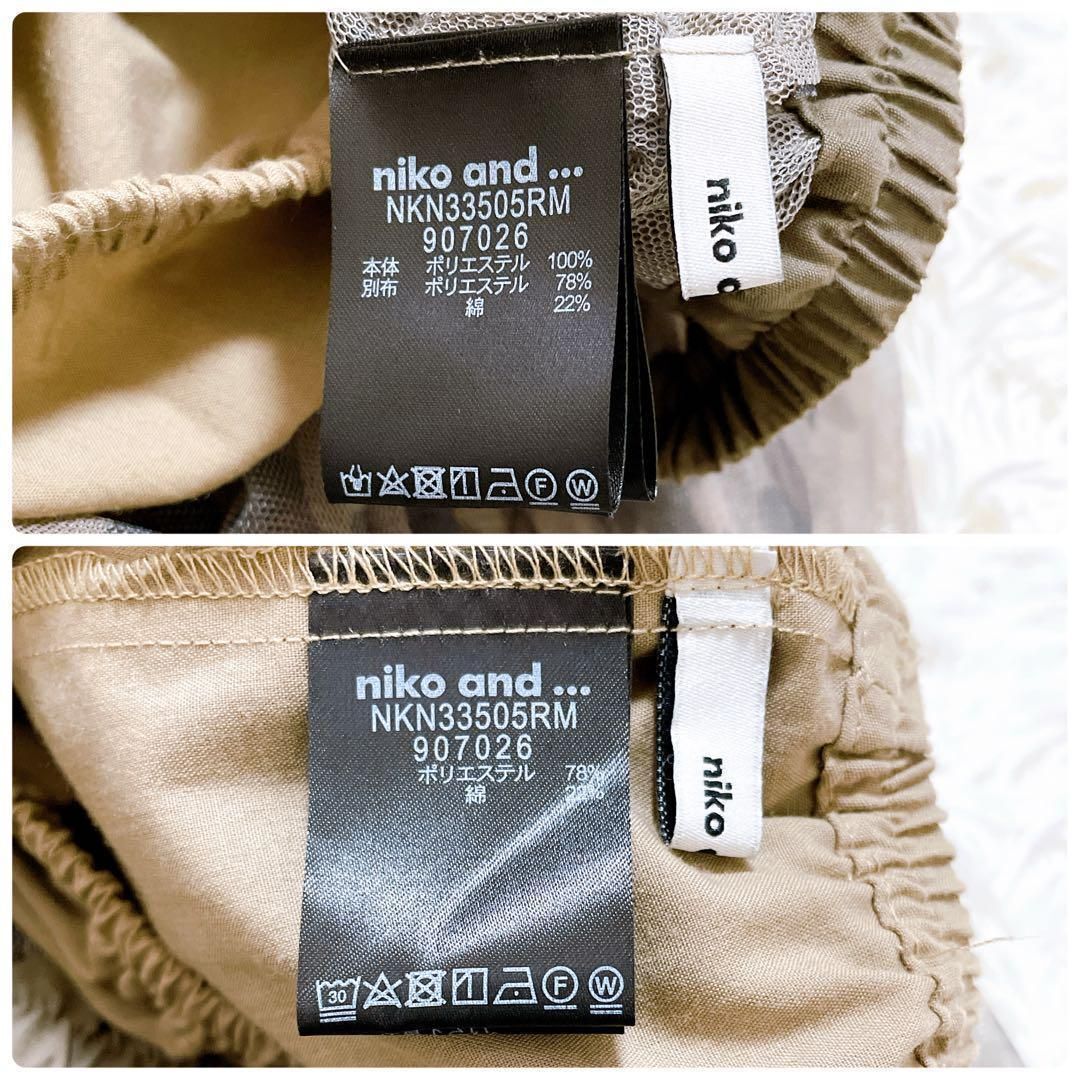 niko and ...
NKN33505RM
907026
本体 ポリエステル 100%
別布 ポリエステル 78%
綿 22%
F W
niko
niko and ...
NKN33505RM
907026
ポリエステル 78%
綿
30 F W
niko